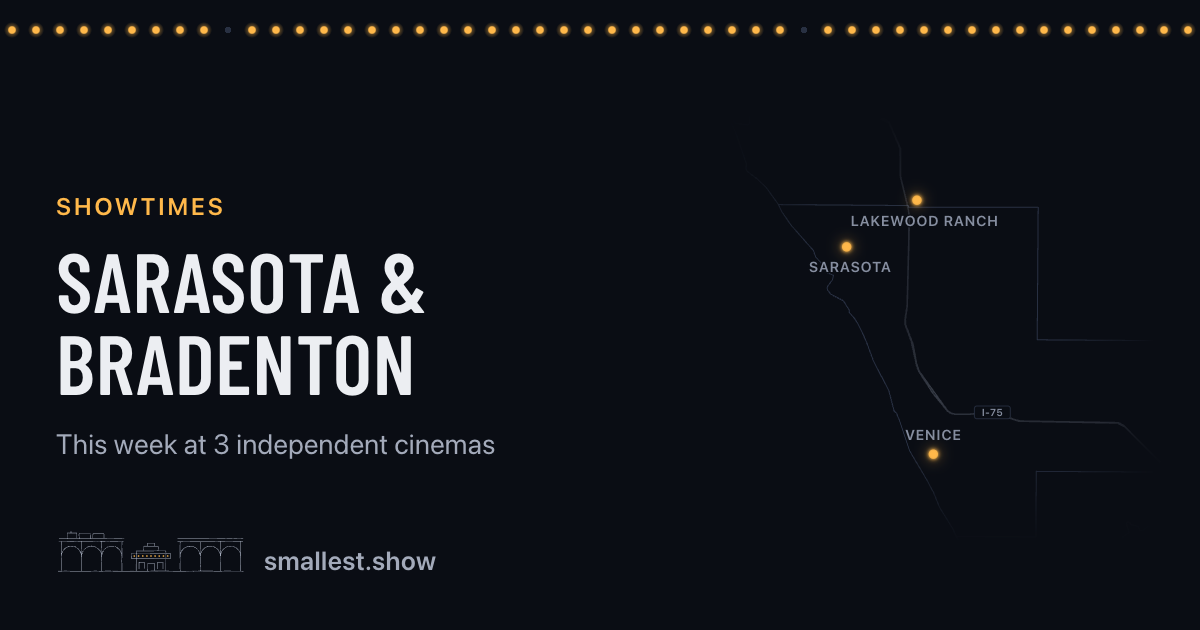 SHOWTIMES
SARASOTA &
BRADENTON
This week at 3 independent cinemas
smallest.show
LAKEWOOD RANCH
SARASOTA
I-75
VENICE